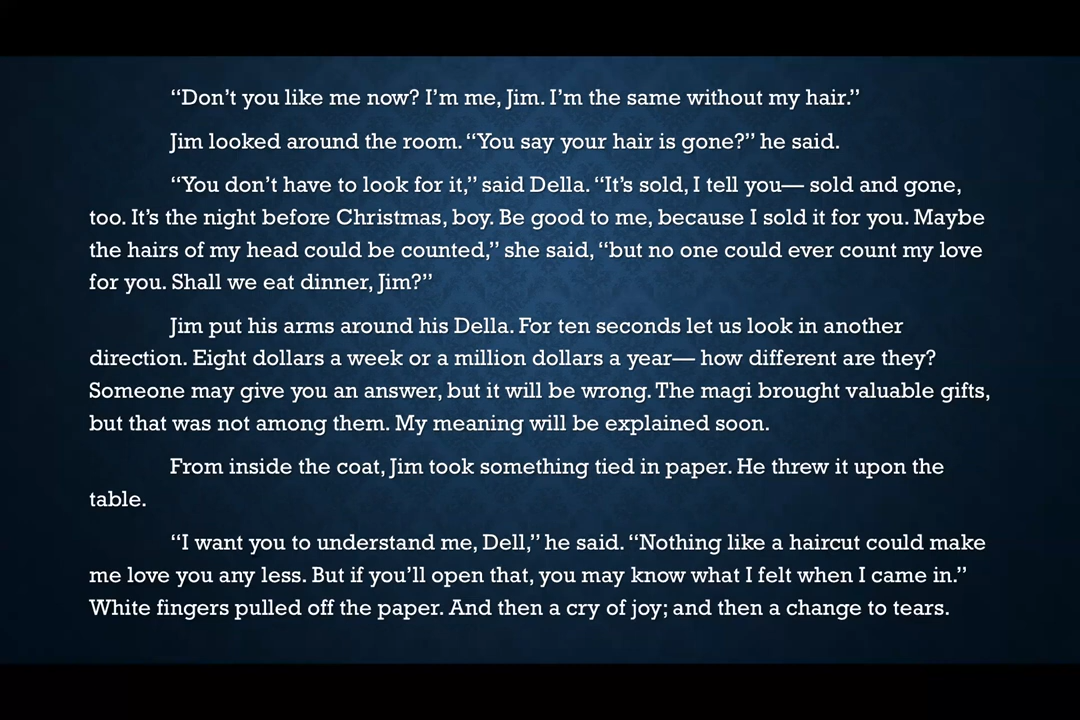 “Don’t you like me now? I’m me, Jim. I’m the same without my hair.”
Jim looked around the room. “You say your hair is gone?” he said.
“You don’t have to look for it,” said Della. “It’s sold, I tell you— sold and gone,
too. It’s the night before Christmas, boy. Be good to me, because I sold it for you. Maybe
the hairs of my head could be counted,” she said, “but no one could ever count my love
for you. Shall we eat dinner, Jim?”
Jim put his arms around his Della. For ten seconds let us look in another
direction. Eight dollars a week or a million dollars a year— how different are they?
Someone may give you an answer, but it will be wrong. The magi brought valuable gifts,
but that was not among them. My meaning will be explained soon.
From inside the coat, Jim took something tied in paper. He threw it upon the
table.
“I want you to understand me, Dell,” he said. “Nothing like a haircut could make
me love you any less. But if you’ll open that, you may know what I felt when I came in.”
White fingers pulled off the paper. And then a cry of joy; and then a change to tears.